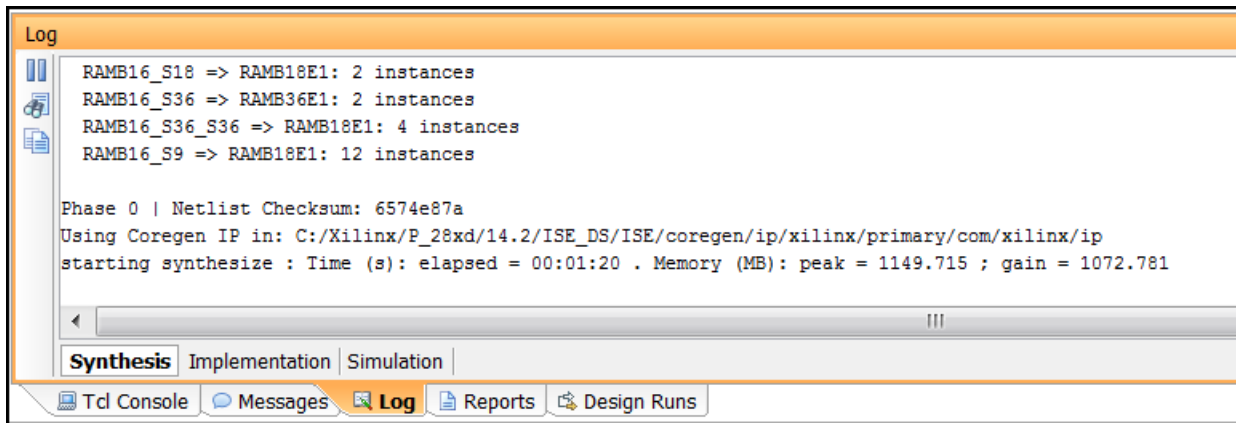 Log
RAMB16_S18 => RAMB18E1: 2 instances
RAMB16_S36 => RAMB36E1: 2 instances
RAMB16_S36_S36 => RAMB18E1: 4 instances
RAMB16_S9 => RAMB18E1: 12 instances
Phase 0 | Netlist Checksum: 6574e87a
Using Coregen IP in: C:/Xilinx/P_28xd/14.2/ISE_DS/ISE/coregen/ip/xilinx/primary/com/xilinx/ip
starting synthesize : Time (s): elapsed = 00:01:20 . Memory (MB): peak = 1149.715 ; gain = 1072.781
Synthesis Implementation Simulation
Tcl Console Messages Log Reports Design Runs